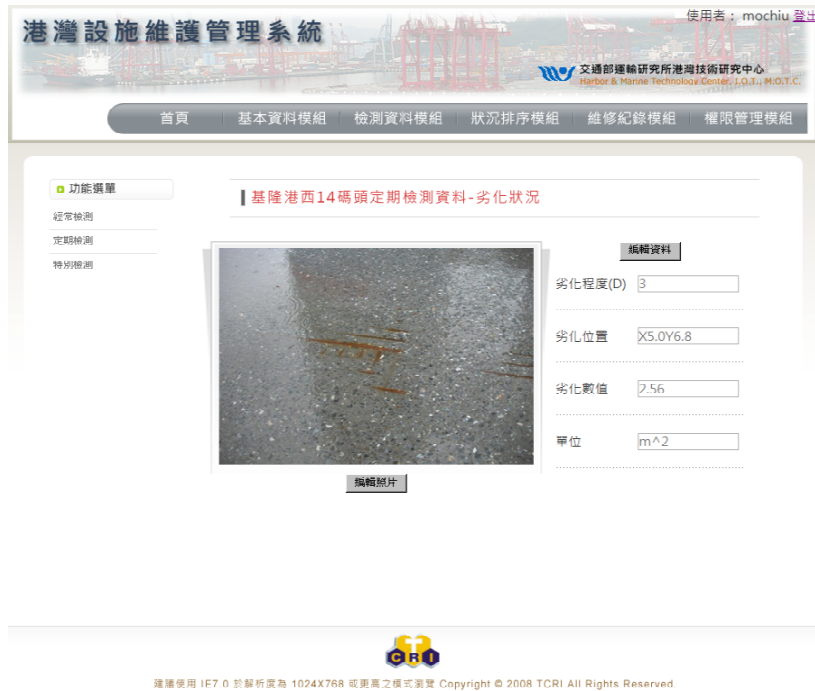 使用者： mochiu 登出
港灣設施維護管理系統
交通部運輸研究所港灣技術研究中心
Harbor & Marine Technology Center, I.O.T., M.O.T.C.
首頁 基本資料模組 檢測資料模組 狀況排序模組 維修紀錄模組 權限管理模組
功能選單
經常檢測
定期檢測
特別檢測
基隆港西14碼頭定期檢測資料-劣化狀況
編輯資料
劣化程度(D) 3
劣化位置 X5.0Y6.8
劣化數值 2.56
單位 m^2
編輯照片
CRI
建議使用 IE7.0 於解析度為 1024X768 或更高之模式瀏覽 Copyright © 2008 TCRI All Rights Reserved.